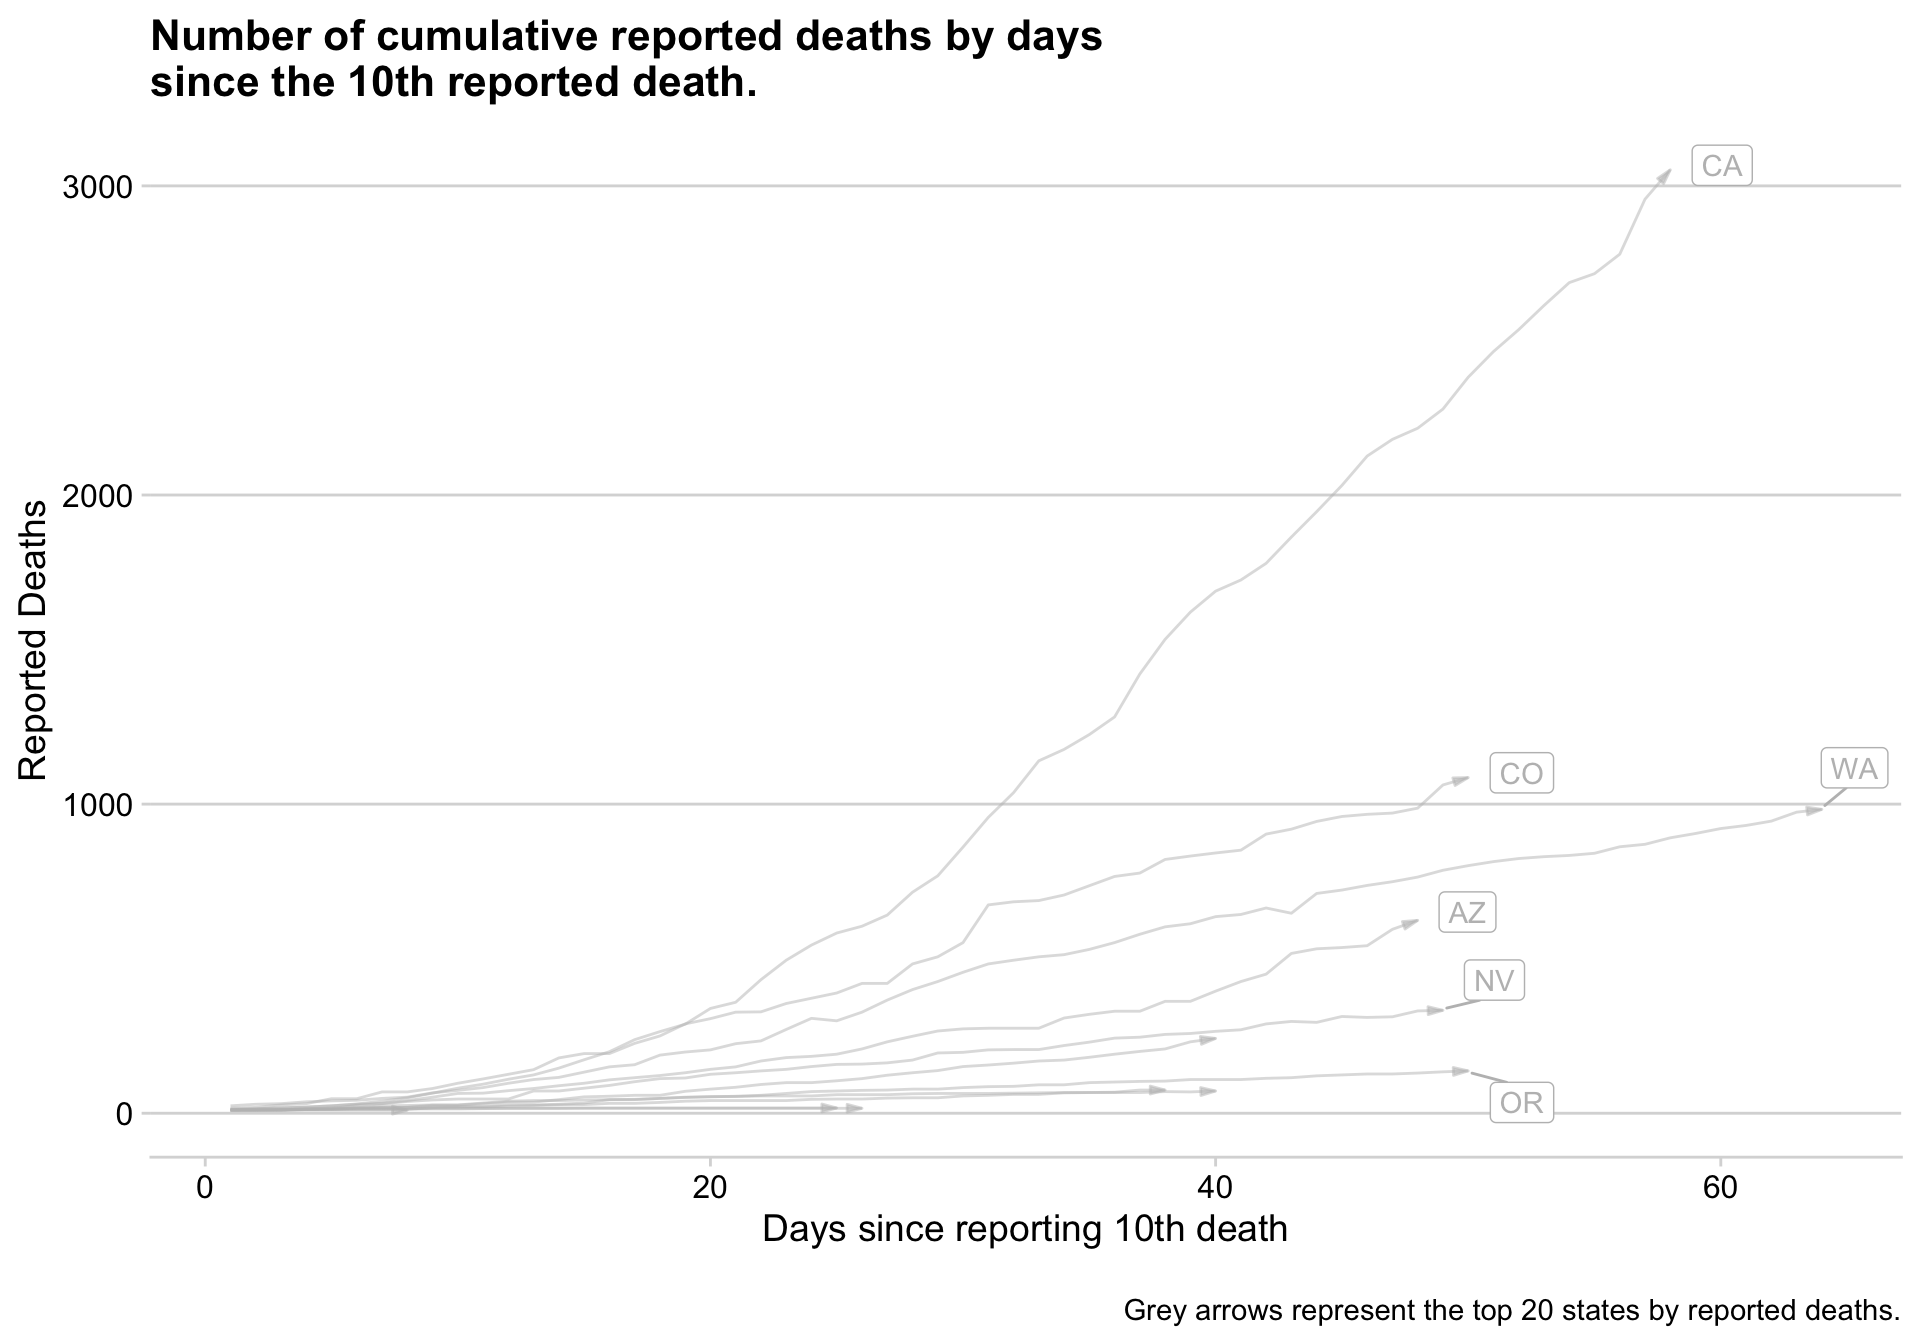 Number of cumulative reported deaths by days
since the 10th reported death.
CA
3000
2000
CO
WA
1000
AZ
NV
OR
0
Reported Deaths
0 20 40 60
Days since reporting 10th death
Grey arrows represent the top 20 states by reported deaths.